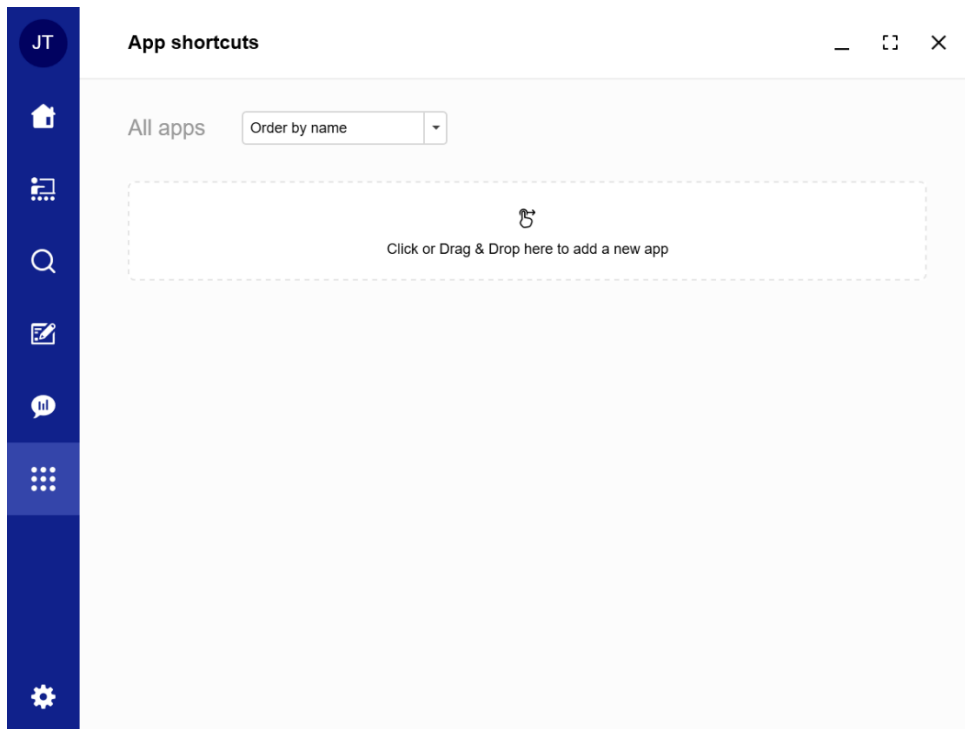 JT
App shortcuts
All apps
Order by name
Click or Drag & Drop here to add a new app